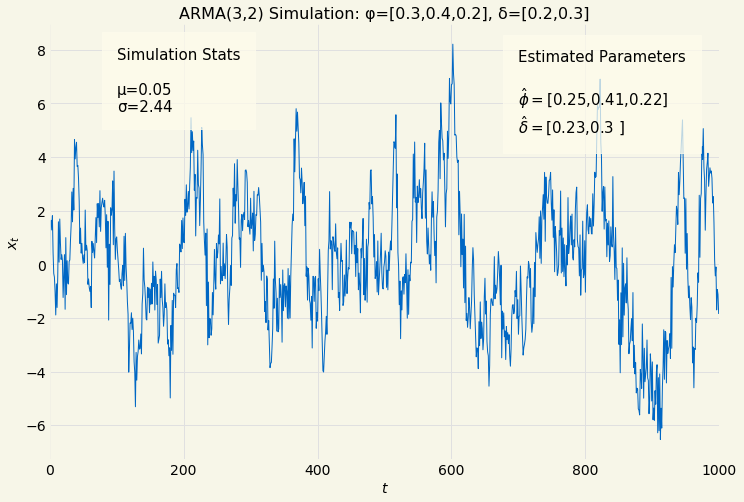 ARMA(3,2) Simulation: φ=[0.3,0.4,0.2], δ=[0.2,0.3]
Simulation Stats
μ=0.05
σ=2.44
Estimated Parameters
φ̂ = [0.25,0.41,0.22]
δ̂ = [0.23,0.3 ]
8
6
4
2
0
−2
−4
−6
xₜ
0 200 400 600 800 1000
t